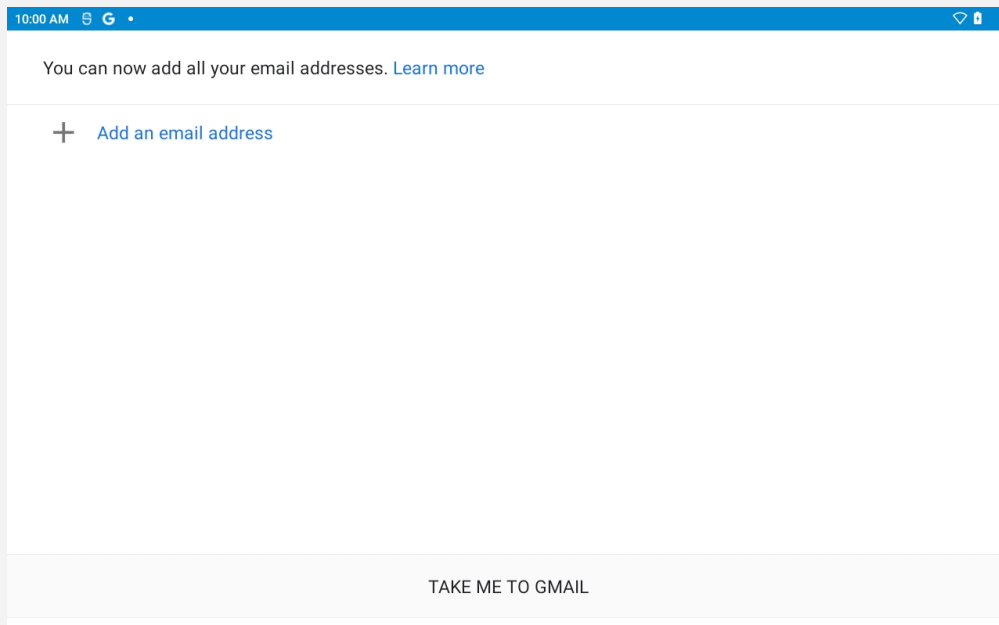 10:00 AM
You can now add all your email addresses. Learn more
Add an email address
TAKE ME TO GMAIL